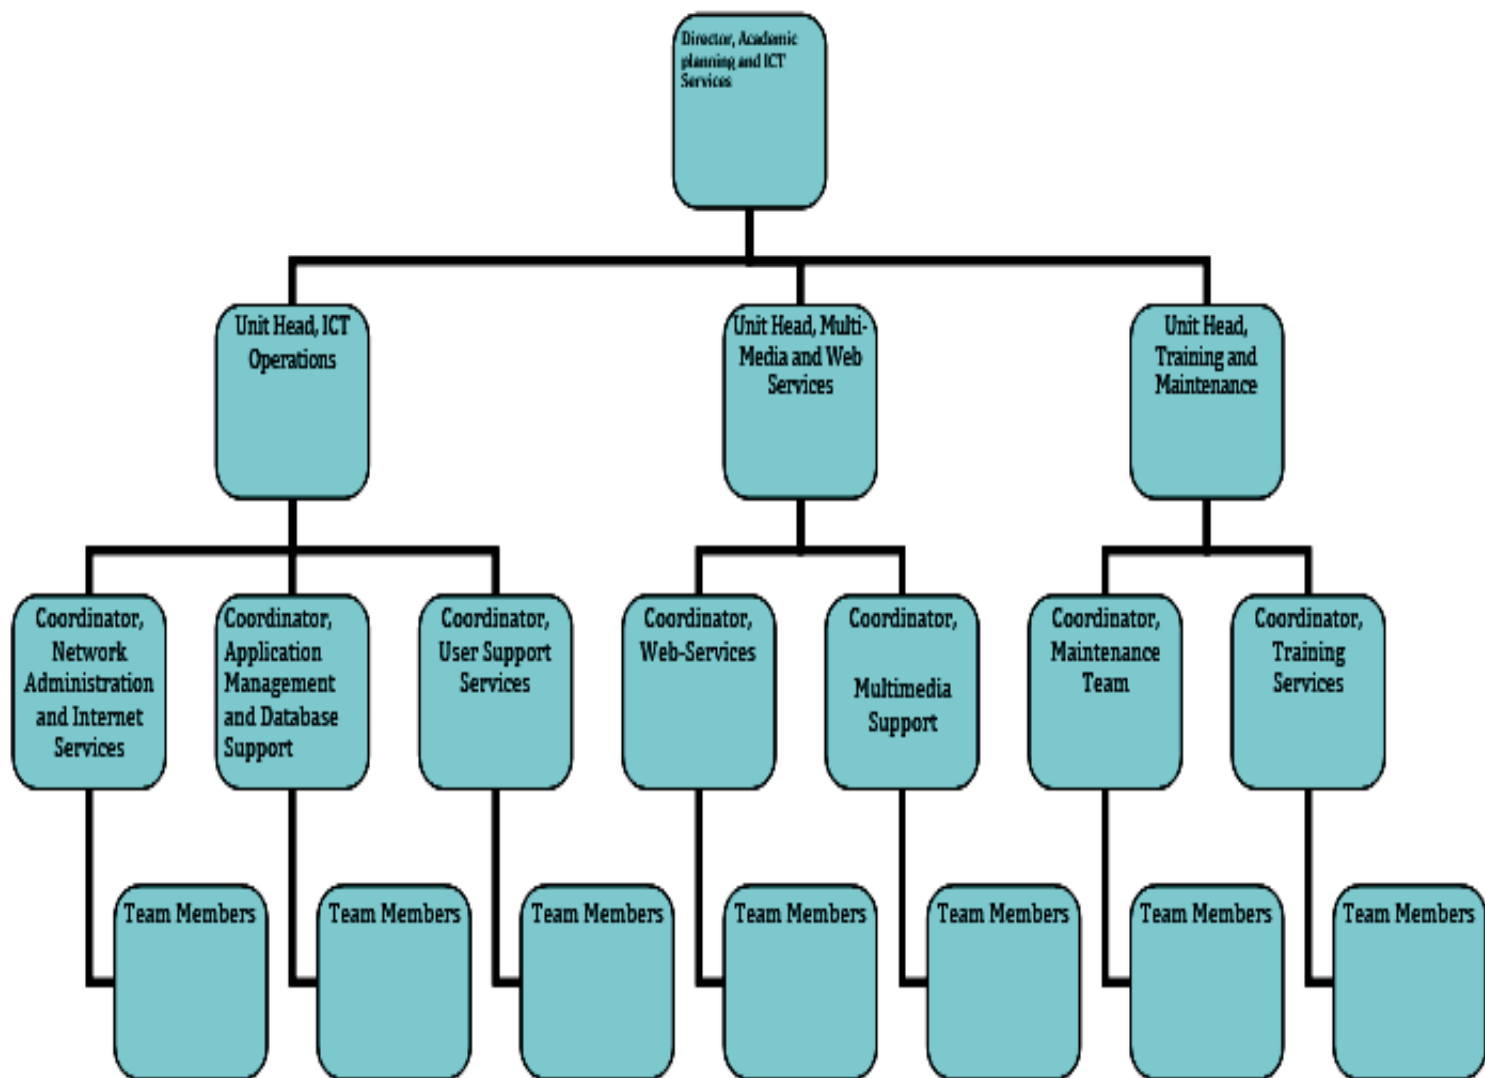 Director, Academic
planning and ICT
Services
Unit Head, ICT
Operations
Unit Head, Multi-
Media and Web
Services
Unit Head,
Training and
Maintenance
Coordinator,
Network
Administration
and Internet
Services
Coordinator,
Application
Management
and Database
Support
Coordinator,
User Support
Services
Coordinator,
Web-Services
Coordinator,
Multimedia
Support
Coordinator,
Maintenance
Team
Coordinator,
Training
Services
Team Members
Team Members
Team Members
Team Members
Team Members
Team Members
Team Members